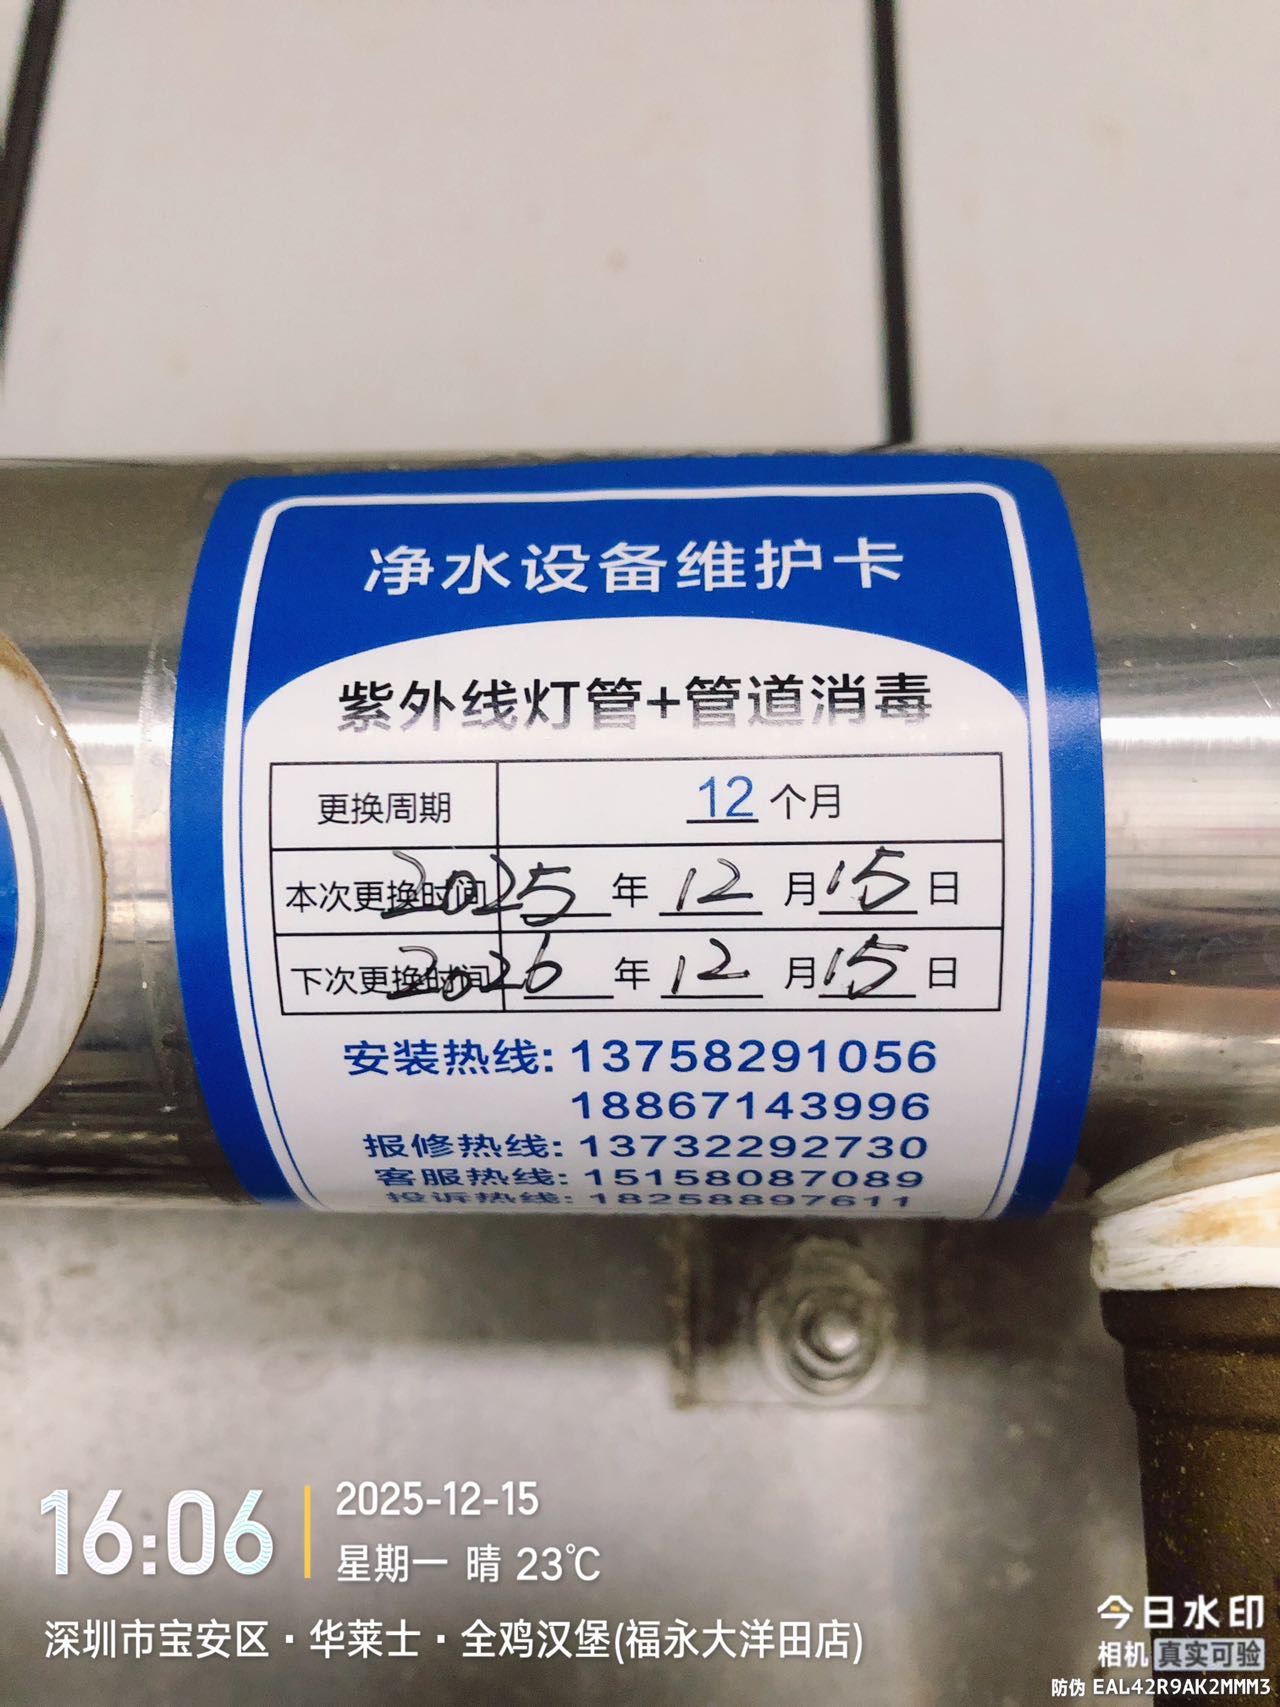 净水设备维护卡
紫外线灯管+管道消毒
更换周期 12 个月
本次更换时间 2025 年 12 月 15 日
下次更换时间 2026 年 12 月 15 日
安装热线: 13758291056
18867143996
报修热线: 13732292730
客服热线: 15158087089
投诉热线: 18258897611
16:06
2025-12-15
星期一 晴 23℃
深圳市宝安区·华莱士·全鸡汉堡(福永大洋田店)
今日水印
相机 真实可验
防伪 EAL42R9AK2MMM3